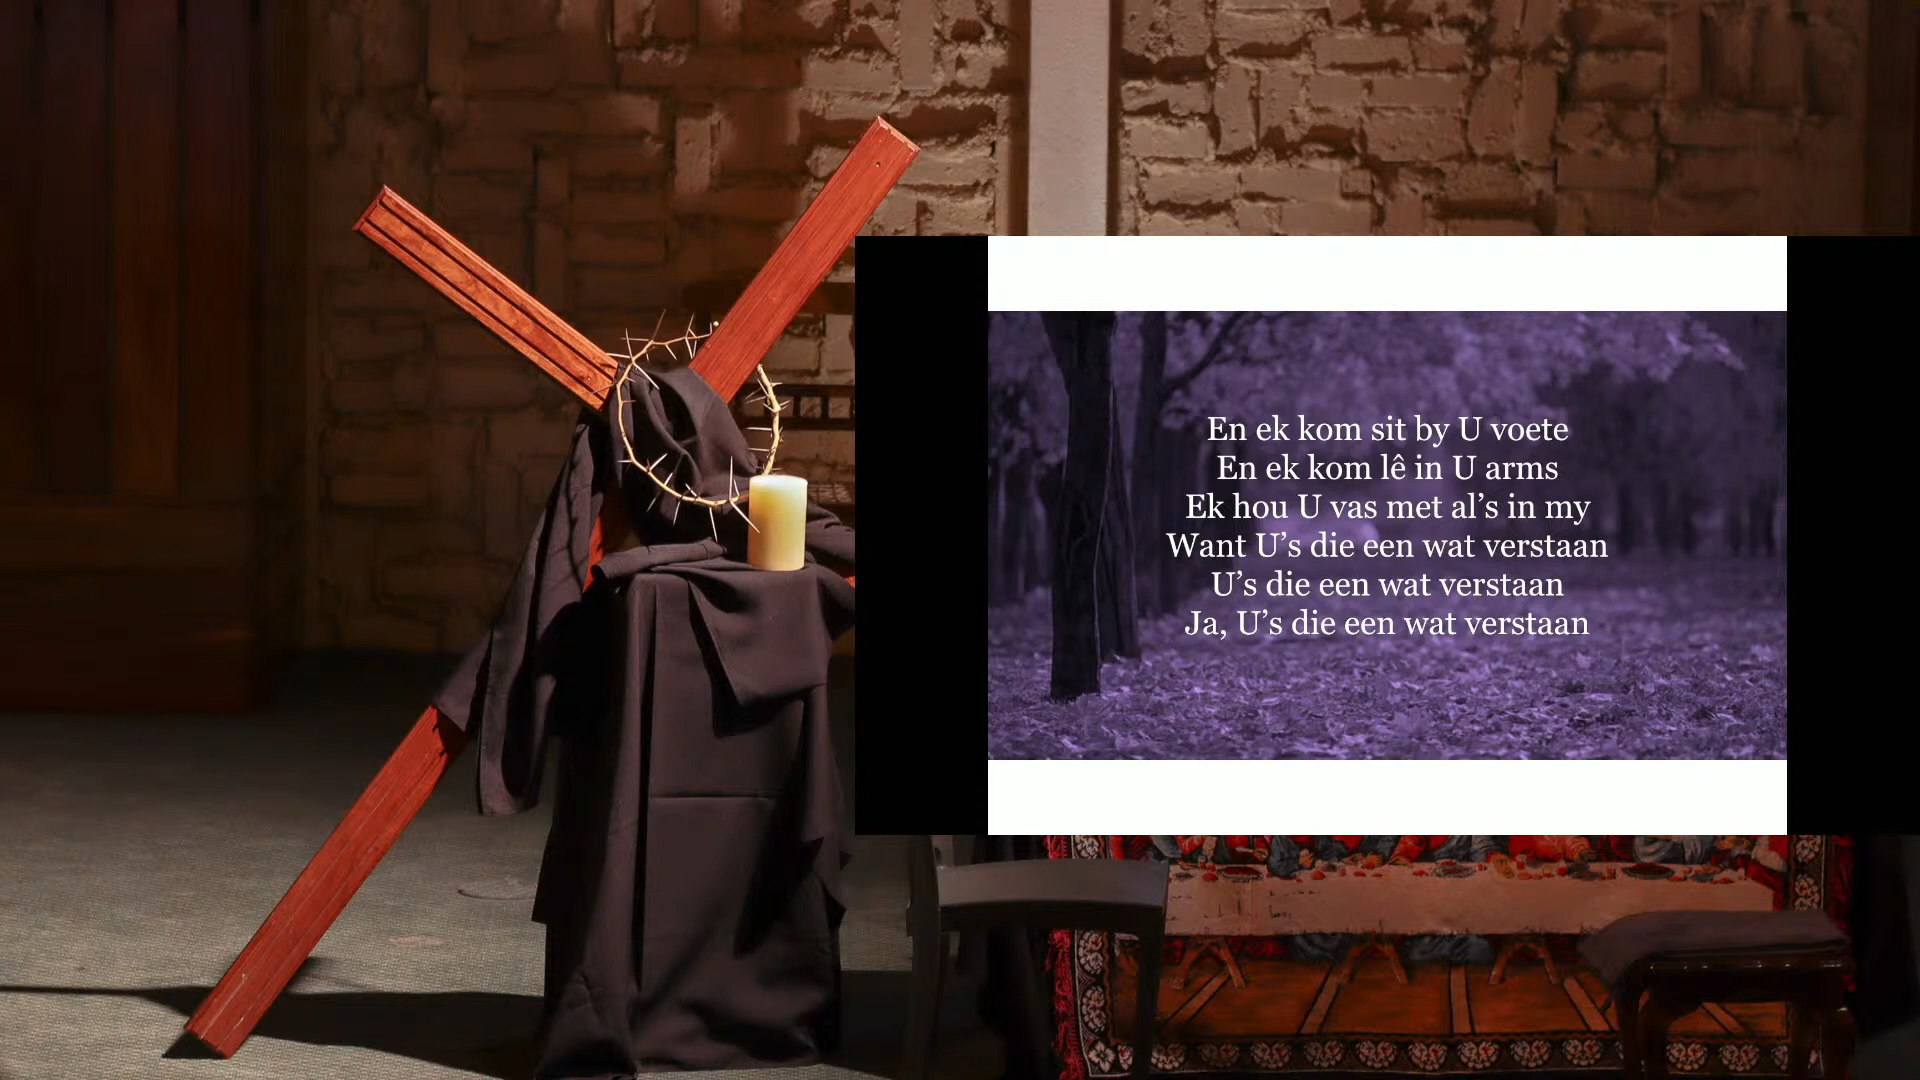 En ek kom sit by U voete
En ek kom lê in U arms
Ek hou U vas met al’s in my
Want U’s die een wat verstaan
U’s die een wat verstaan
Ja, U’s die een wat verstaan